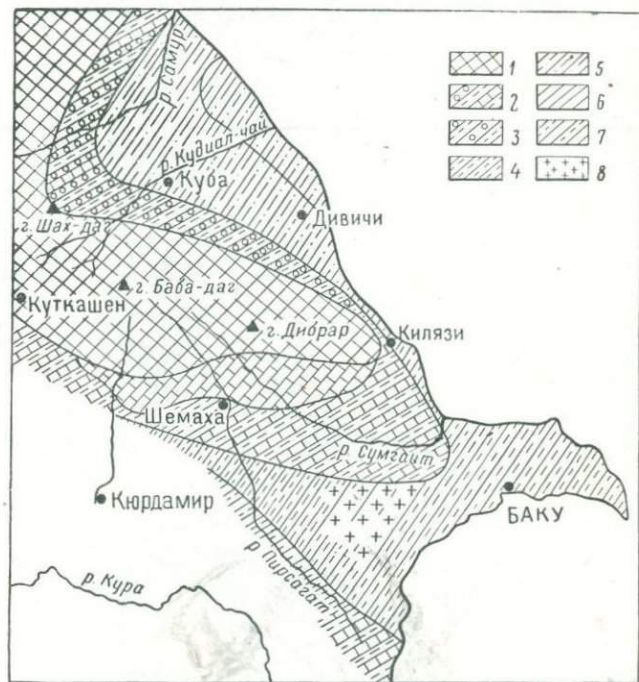 р. Самур
р. Кудиал-чай
Куба
Дивичи
г. Шах-даг
г. Баба-даг
Куткашен
г. Диbrар
Килязи
Шемаха
р. Сумгаит
Кюрдамир
БАКУ
р. Пирсагат
р. Кура
1
2
3
4
5
6
7
8